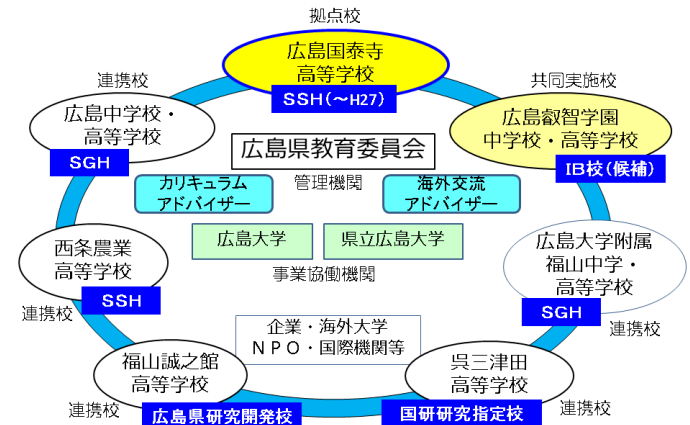 拠点校
広島国泰寺
高等学校
SSH(～H27)
連携校
広島中学校・
高等学校
SGH
共同実施校
広島叡智学園
中学校・高等学校
IB校(候補)
広島県教育委員会
管理機関
カリキュラム
アドバイザー
海外交流
アドバイザー
広島大学
県立広島大学
事業協働機関
西条農業
高等学校
SSH
連携校
広島大学附属
福山中学・
高等学校
SGH
連携校
企業・海外大学
ＮＰＯ・国際機関等
福山誠之館
高等学校
連携校
広島県研究開発校
呉三津田
高等学校
連携校
国研研究指定校